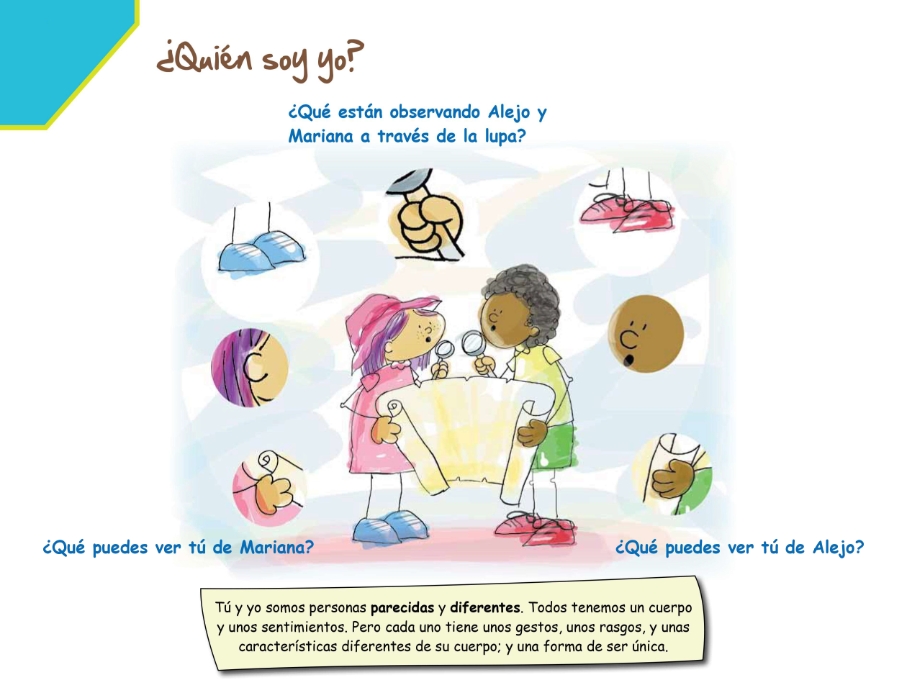 ¿Quién soy yo?
¿Qué están observando Alejo y
Mariana a través de la lupa?
¿Qué puedes ver tú de Mariana?
¿Qué puedes ver tú de Alejo?
Tú y yo somos personas parecidas y diferentes. Todos tenemos un cuerpo
y unos sentimientos. Pero cada uno tiene unos gestos, unos rasgos, y unas
características diferentes de su cuerpo; y una forma de ser única.